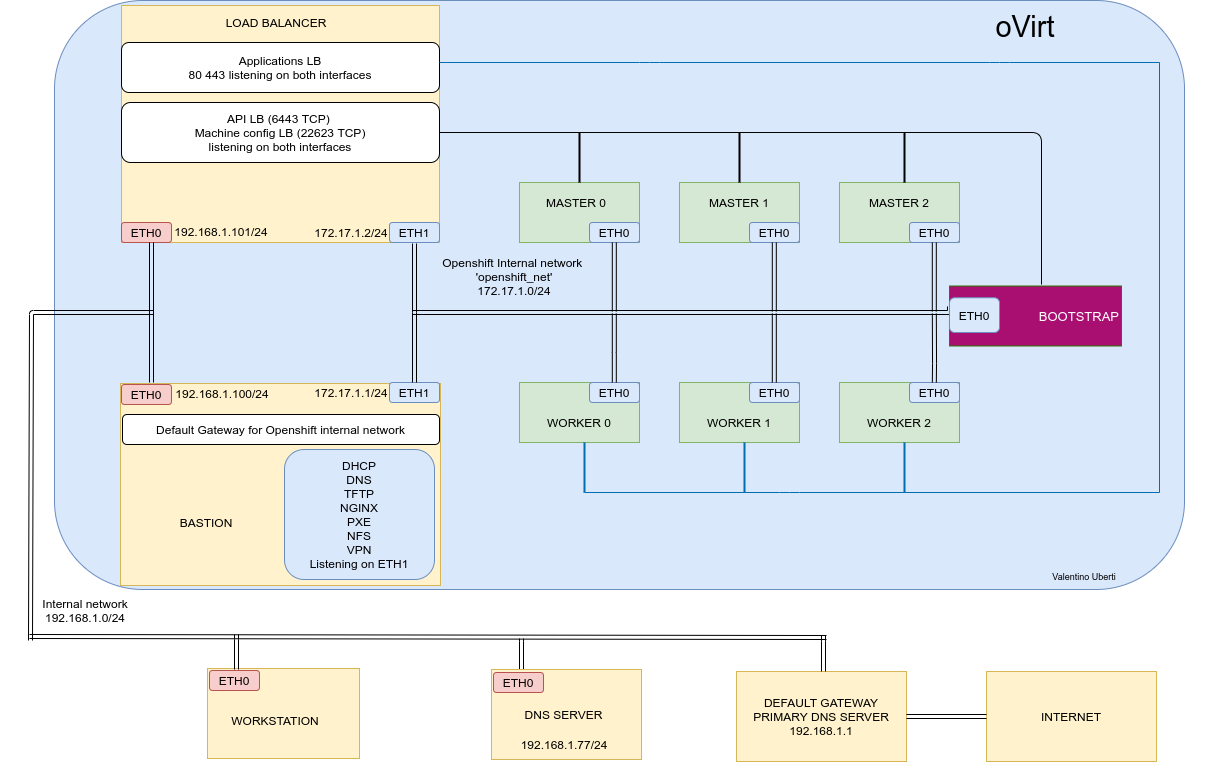 LOAD BALANCER
oVirt
Applications LB
80 443 listening on both interfaces
API LB (6443 TCP)
Machine config LB (22623 TCP)
listening on both interfaces
MASTER 0
MASTER 1
MASTER 2
ETH0
192.168.1.101/24
172.17.1.2/24
ETH1
ETH0
ETH0
ETH0
Openshift Internal network
'openshift_net'
172.17.1.0/24
ETH0
BOOTSTRAP
ETH0
192.168.1.100/24
172.17.1.1/24
ETH1
ETH0
ETH0
ETH0
WORKER 0
WORKER 1
WORKER 2
Default Gateway for Openshift internal network
BASTION
DHCP
DNS
TFTP
NGINX
PXE
NFS
VPN
Listening on ETH1
Valentino Uberti
Internal network
192.168.1.0/24
ETH0
WORKSTATION
ETH0
DNS SERVER
192.168.1.77/24
DEFAULT GATEWAY
PRIMARY DNS SERVER
192.168.1.1
INTERNET